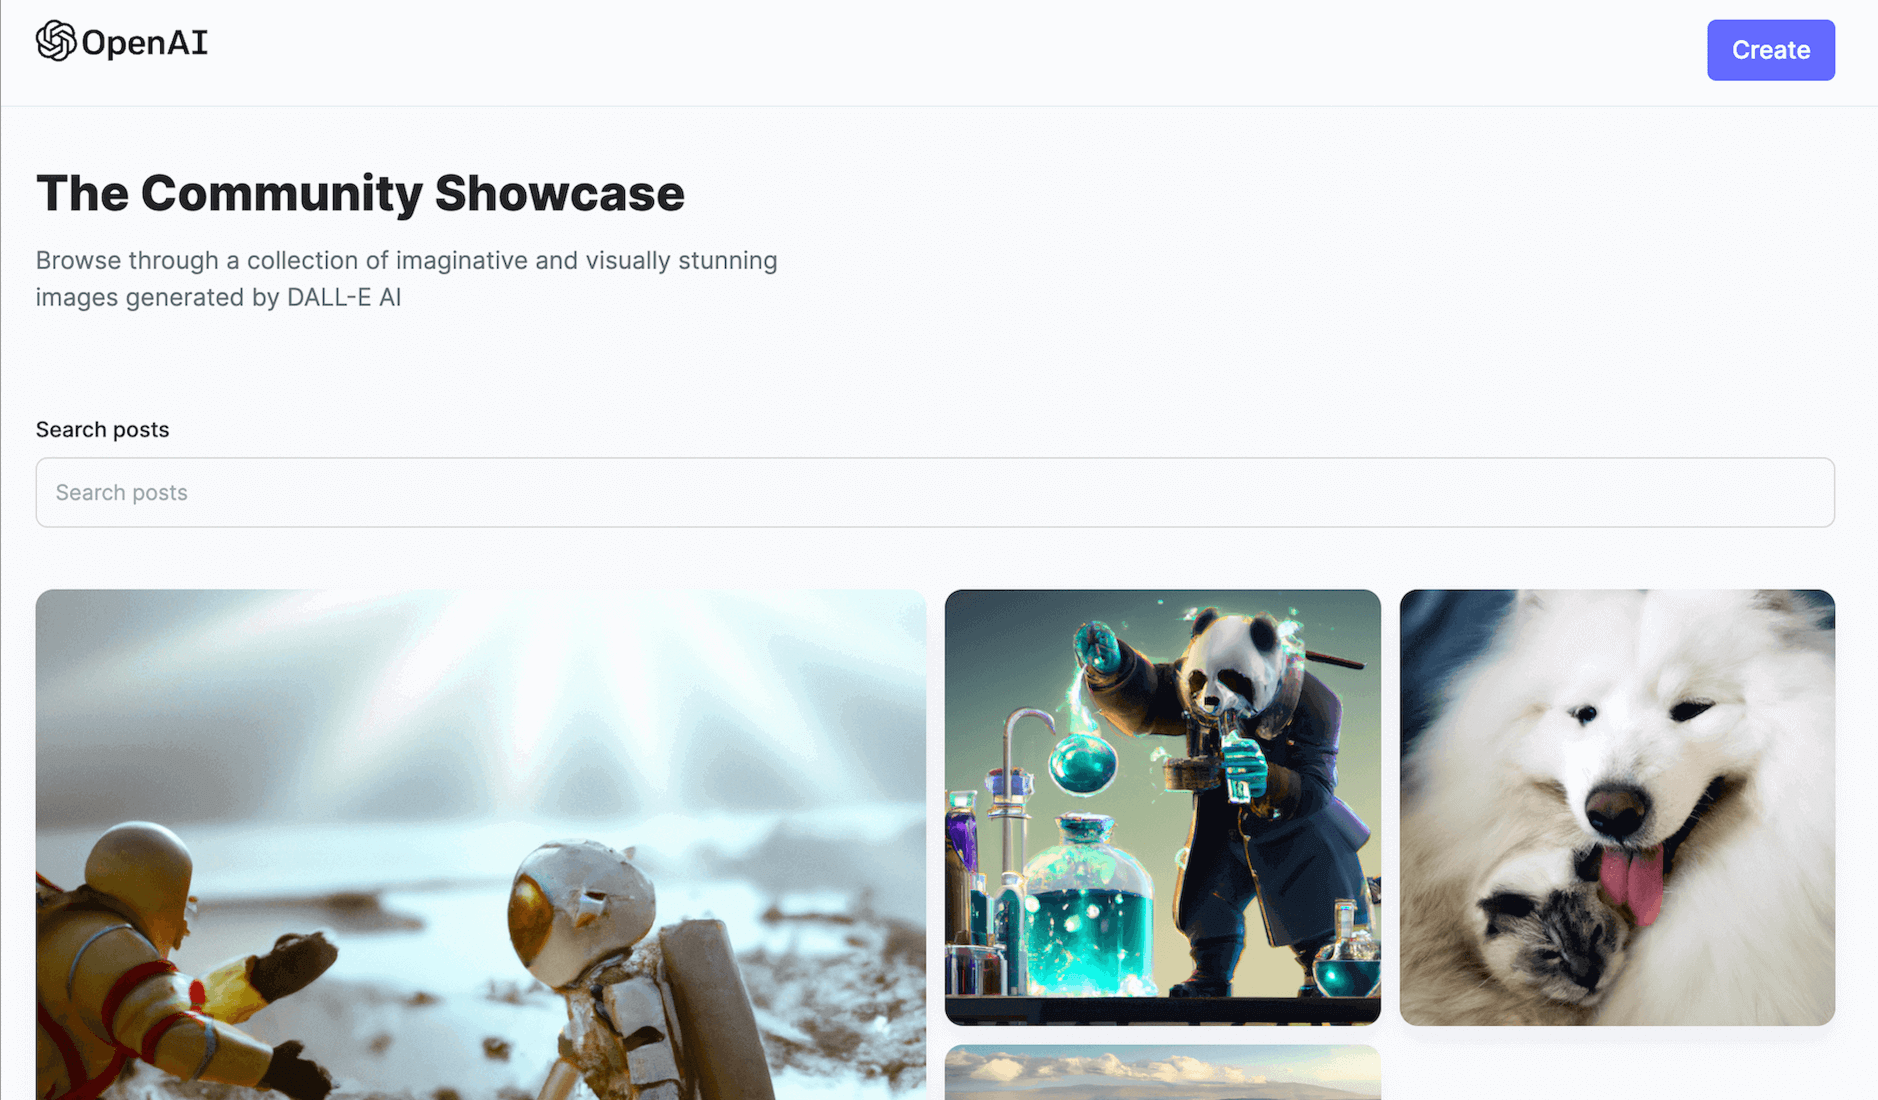 OpenAI
Create
The Community Showcase
Browse through a collection of imaginative and visually stunning
images generated by DALL-E AI
Search posts
Search posts